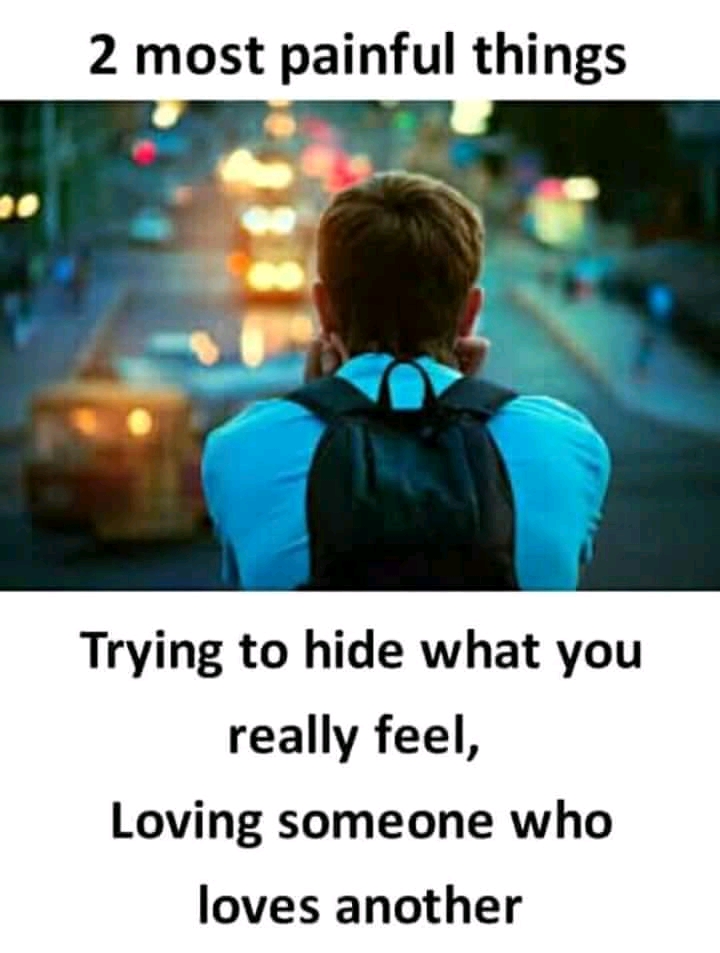 2 most painful things
Trying to hide what you
really feel,
Loving someone who
loves another